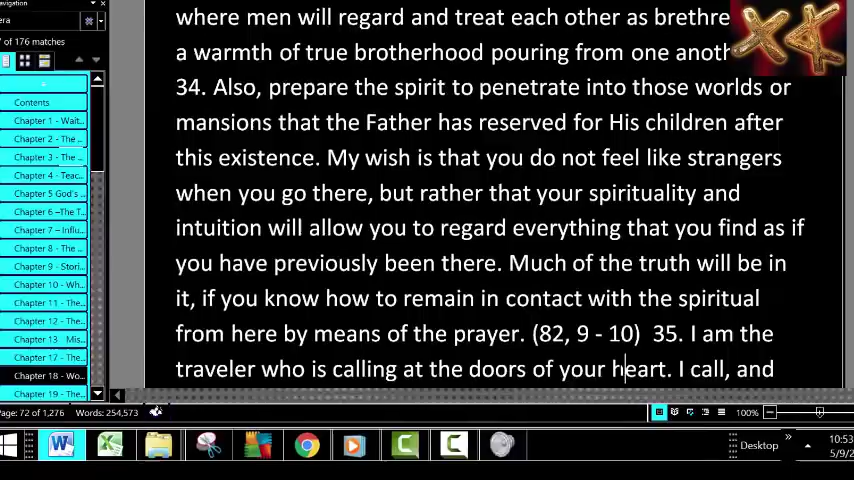 avigation
era
of 176 matches
Contents
Chapter 1 - Wait...
Chapter 2 - The ...
Chapter 3 - The ...
Chapter 4 - Teac...
Chapter 5 God's ...
Chapter 6 –The T...
Chapter 7 – Influ...
Chapter 8 - The ...
Chapter 9 - Stori...
Chapter 10 - Wh...
Chapter 11 - The...
Chapter 12 - The...
Chapter 13 Mis...
Chapter 17 - The...
Chapter 18 - Wo...
Chapter 19 - The...
where men will regard and treat each other as brethre
a warmth of true brotherhood pouring from one anoth
34. Also, prepare the spirit to penetrate into those worlds or
mansions that the Father has reserved for His children after
this existence. My wish is that you do not feel like strangers
when you go there, but rather that your spirituality and
intuition will allow you to regard everything that you find as if
you have previously been there. Much of the truth will be in
it, if you know how to remain in contact with the spiritual
from here by means of the prayer. (82, 9 - 10)  35. I am the
traveler who is calling at the doors of your heart. I call, and
Page: 72 of 1,276 Words: 254,573
100%
Desktop
10:53
5/9/2